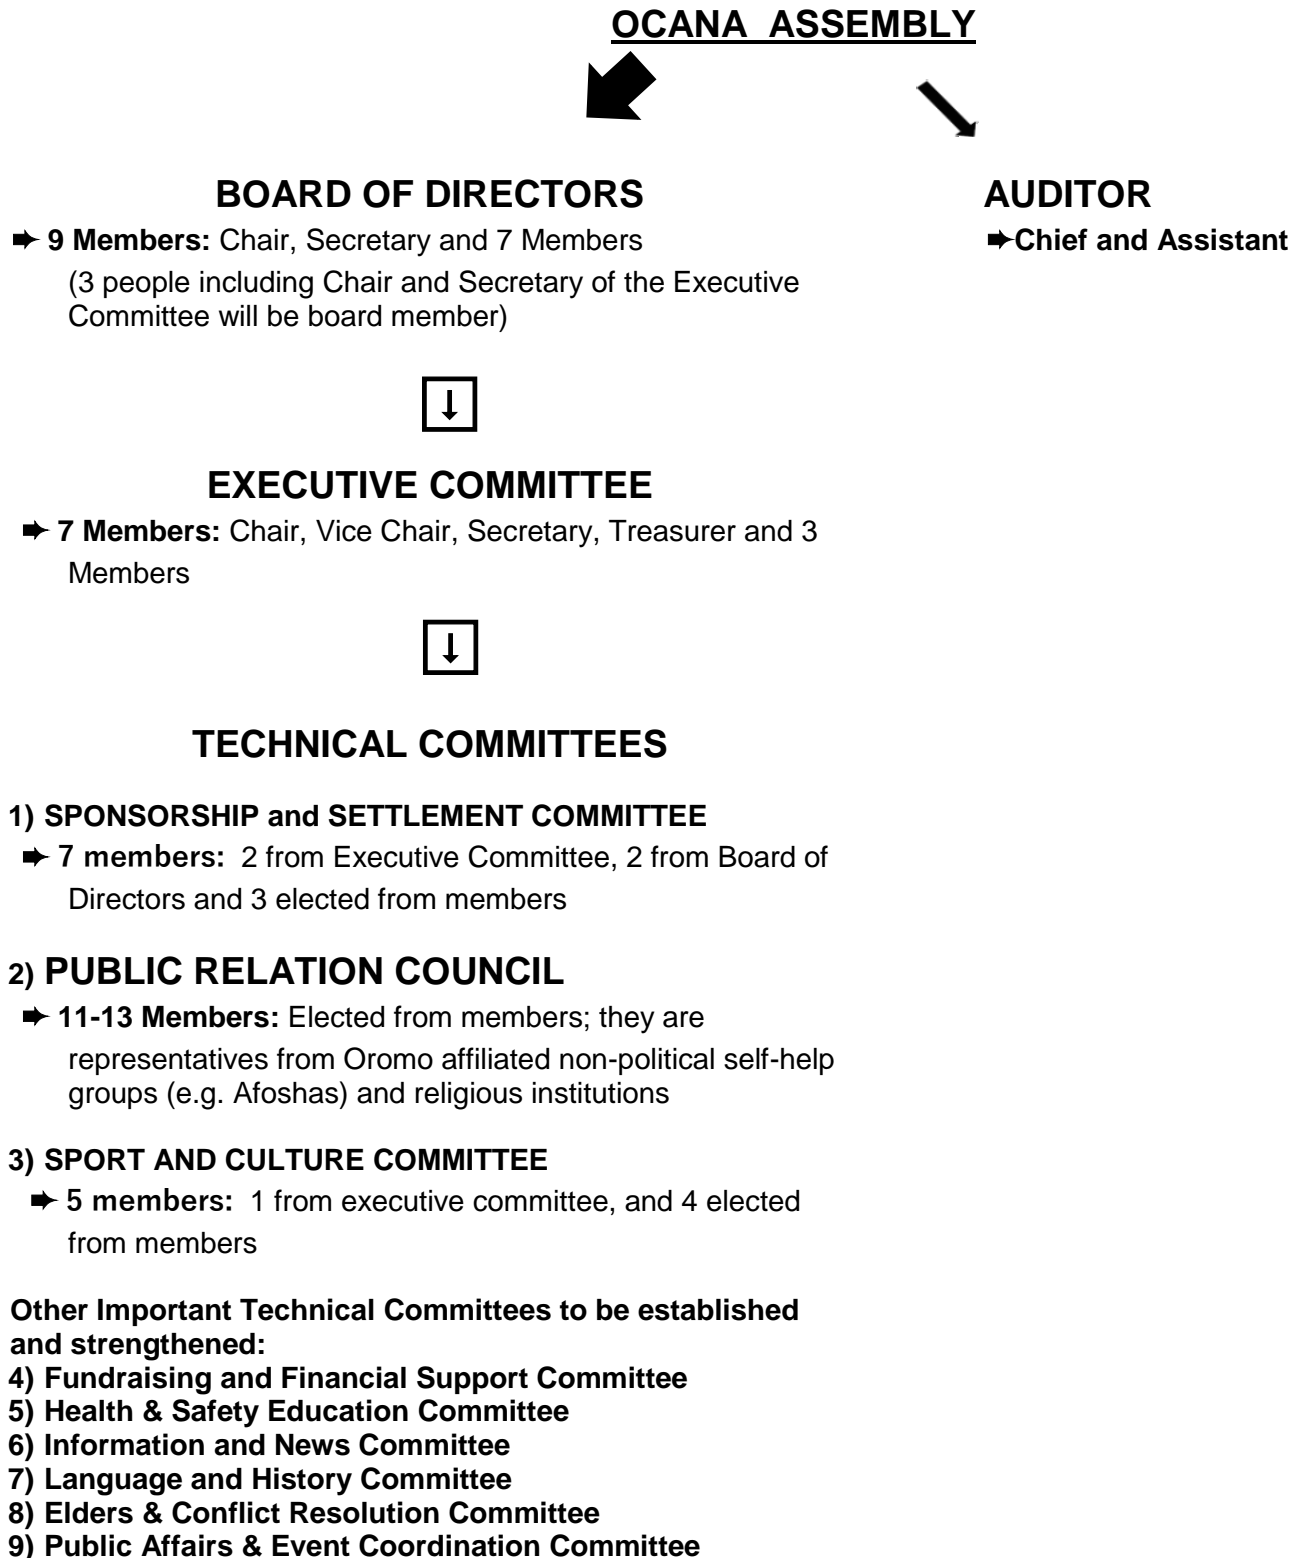 OCANA ASSEMBLY
BOARD OF DIRECTORS
9 Members: Chair, Secretary and 7 Members
(3 people including Chair and Secretary of the Executive
Committee will be board member)
AUDITOR
Chief and Assistant
EXECUTIVE COMMITTEE
7 Members: Chair, Vice Chair, Secretary, Treasurer and 3
Members
TECHNICAL COMMITTEES
1) SPONSORSHIP and SETTLEMENT COMMITTEE
7 members: 2 from Executive Committee, 2 from Board of
Directors and 3 elected from members
2) PUBLIC RELATION COUNCIL
11-13 Members: Elected from members; they are
representatives from Oromo affiliated non-political self-help
groups (e.g. Afoshas) and religious institutions
3) SPORT AND CULTURE COMMITTEE
5 members: 1 from executive committee, and 4 elected
from members
Other Important Technical Committees to be established
and strengthened:
4) Fundraising and Financial Support Committee
5) Health & Safety Education Committee
6) Information and News Committee
7) Language and History Committee
8) Elders & Conflict Resolution Committee
9) Public Affairs & Event Coordination Committee